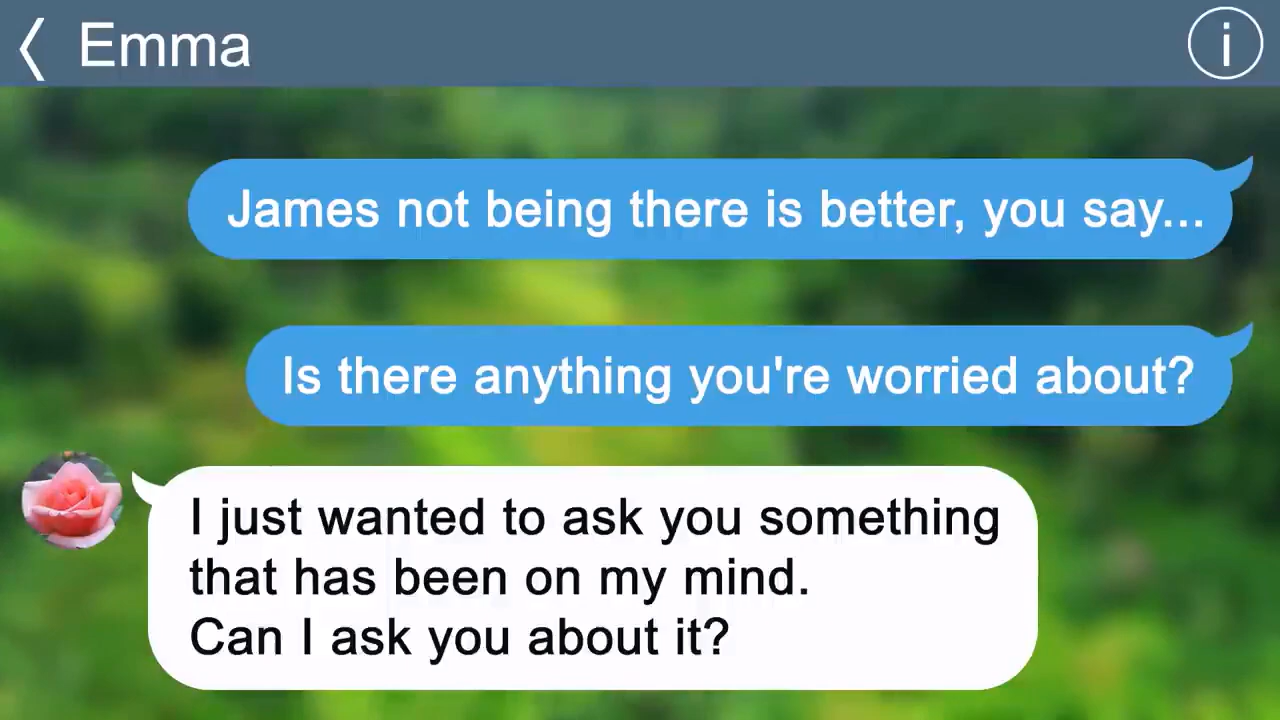 Emma
James not being there is better, you say...
Is there anything you're worried about?
I just wanted to ask you something
that has been on my mind.
Can I ask you about it?